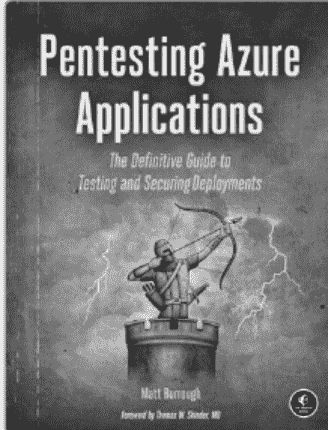 Pentesting Azure
Applications
The Definitive Guide to
Testing and Securing Deployments
Matt Burrough
Foreword by Thomas W. Shinder, MD